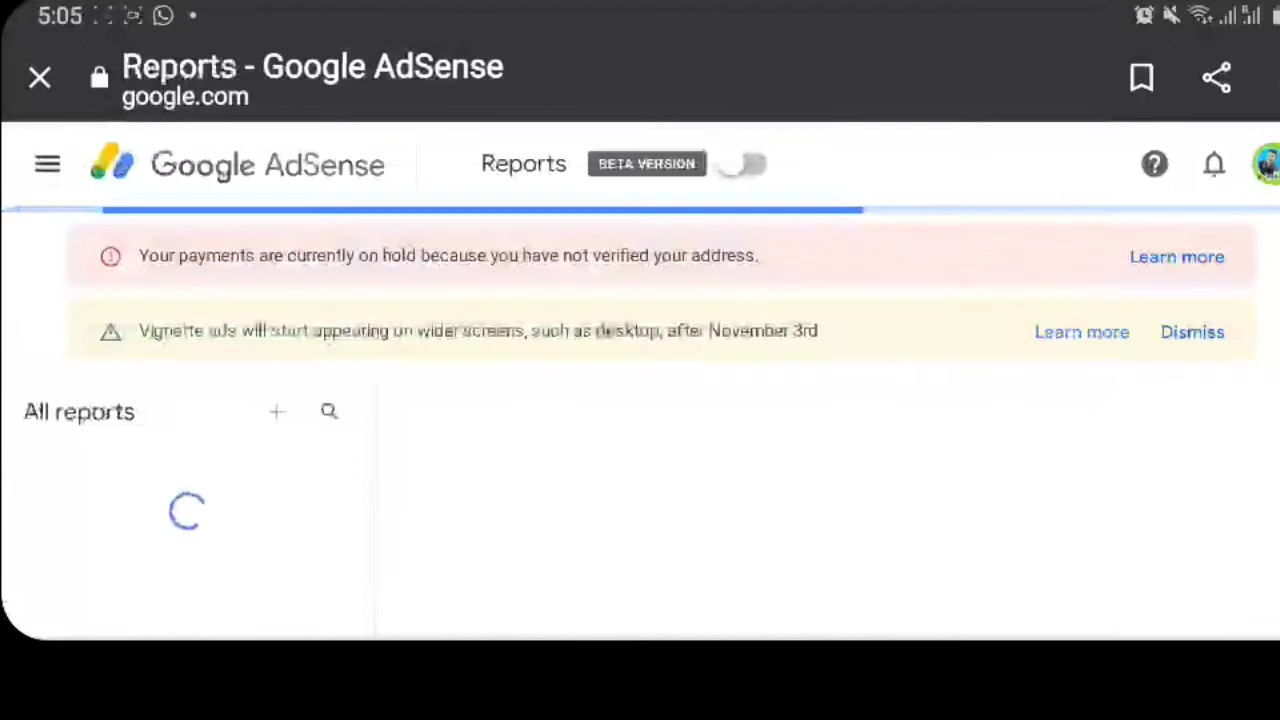 5:05
Reports - Google AdSense
google.com
Google AdSense
Reports
BETA VERSION
Your payments are currently on hold because you have not verified your address.
Learn more
Vignette ads will start appearing on wider screens, such as desktop, after November 3rd
Learn more
Dismiss
All reports